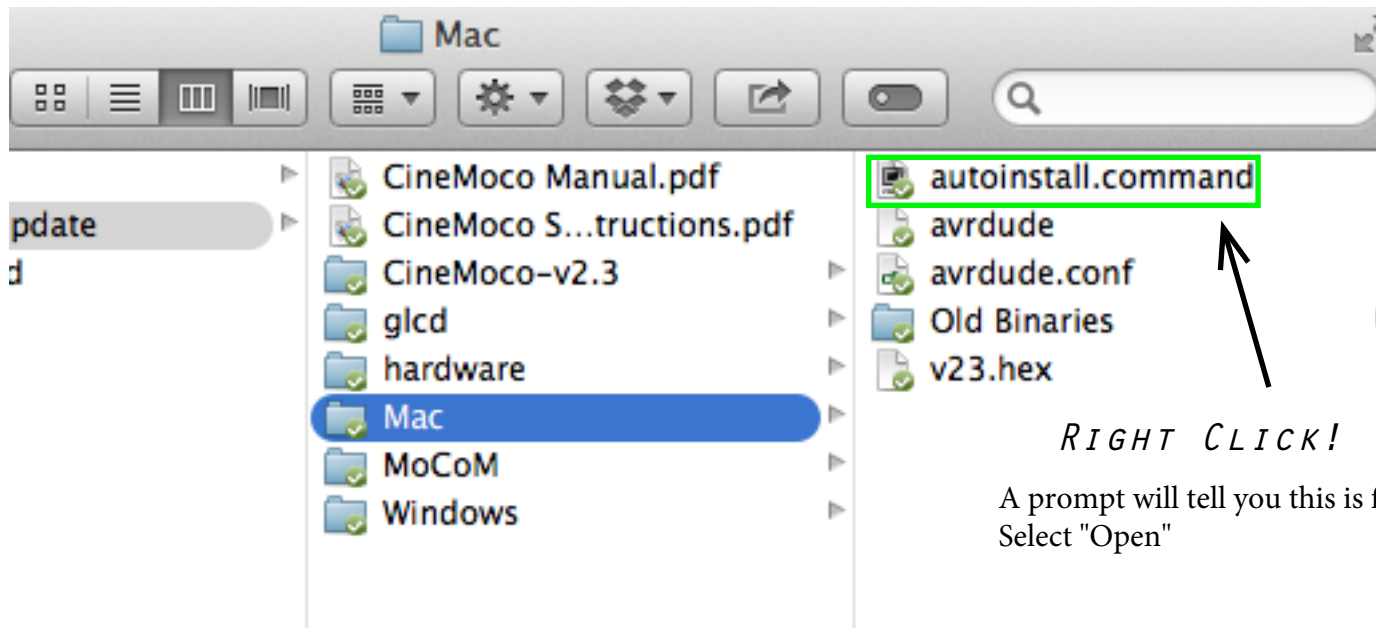 Mac
pdate
d
CineMoco Manual.pdf
CineMoco S...tructions.pdf
CineMoco-v2.3
glcd
hardware
Mac
MoCoM
Windows
autoinstall.command
avrdude
avrdude.conf
Old Binaries
v23.hex
RIGHT CLICK!
A prompt will tell you this is f
Select "Open"